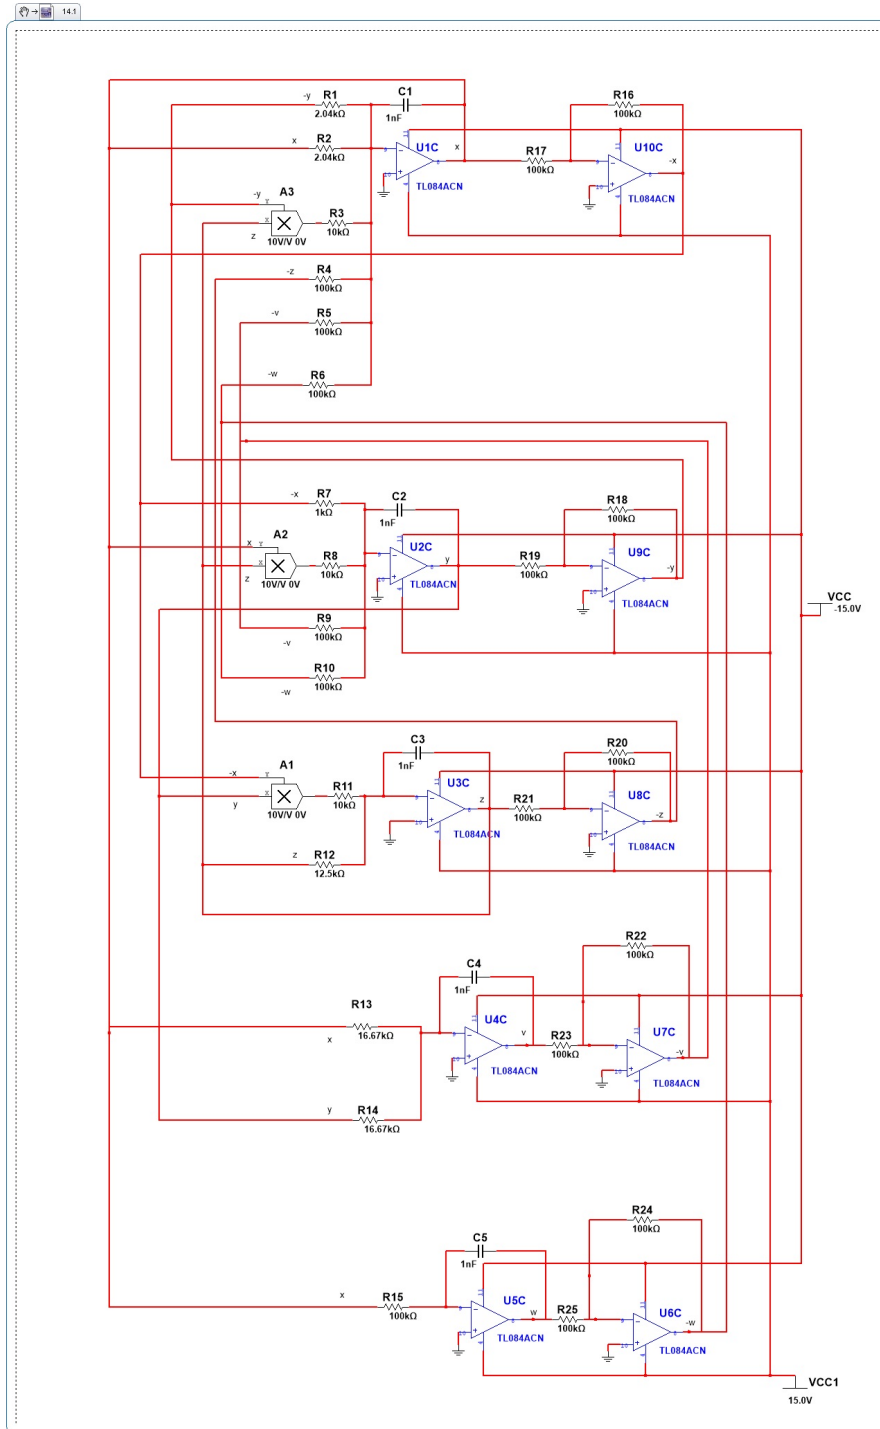 14.1
-y
R1
2.04kΩ
C1
1nF
R16
100kΩ
x
R2
2.04kΩ
U1C
TL084ACN
x
R17
100kΩ
U10C
TL084ACN
-x
-y
A3
z
10V/V 0V
R3
10kΩ
-z
R4
100kΩ
-v
R5
100kΩ
-w
R6
100kΩ
-x
R7
1kΩ
C2
1nF
R18
100kΩ
x
A2
z
10V/V 0V
R8
10kΩ
U2C
TL084ACN
y
R19
100kΩ
U9C
TL084ACN
-y
R9
100kΩ
-v
R10
100kΩ
-w
VCC
-15.0V
C3
1nF
R20
100kΩ
-x
A1
y
10V/V 0V
R11
10kΩ
U3C
TL084ACN
z
R21
100kΩ
U8C
TL084ACN
-z
z
R12
12.5kΩ
C4
1nF
R22
100kΩ
R13
16.67kΩ
x
U4C
TL084ACN
v
R23
100kΩ
U7C
TL084ACN
-v
y
R14
16.67kΩ
C5
1nF
R24
100kΩ
x
R15
100kΩ
U5C
TL084ACN
w
R25
100kΩ
U6C
TL084ACN
-w
VCC1
15.0V